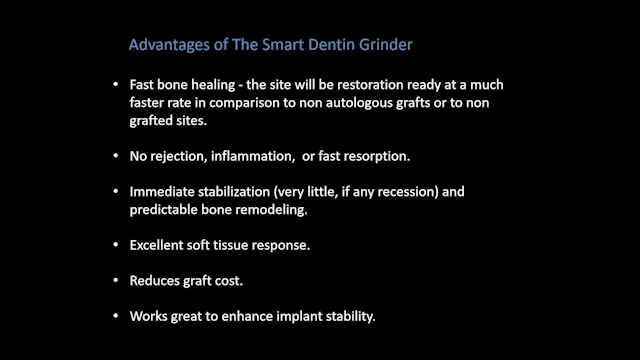 Advantages of The Smart Dentin Grinder
• Fast bone healing - the site will be restoration ready at a much
faster rate in comparison to non autologous grafts or to non
grafted sites.
• No rejection, inflammation,  or fast resorption.
• Immediate stabilization (very little, if any recession) and
predictable bone remodeling.
• Excellent soft tissue response.
• Reduces graft cost.
• Works great to enhance implant stability.